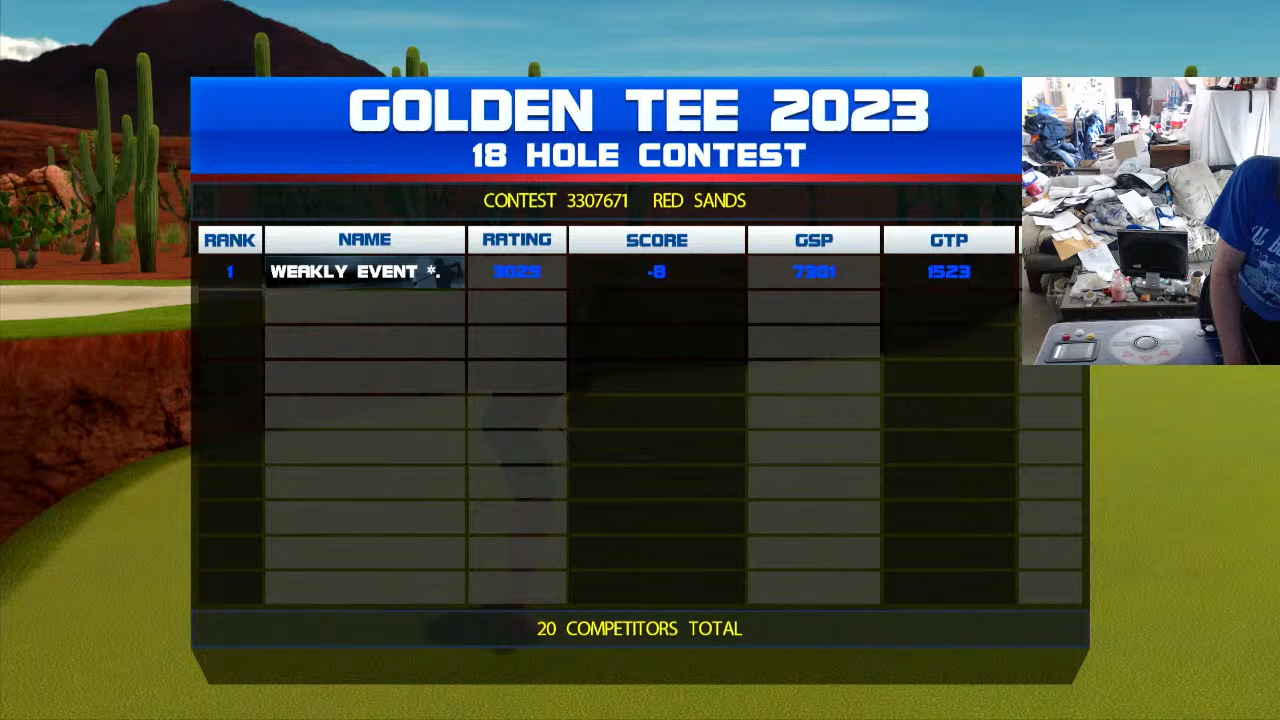 GOLDEN TEE 2023
18 HOLE CONTEST
CONTEST 3307671 RED SANDS
RANK NAME RATING SCORE GSP GTP
1 WEAKLY EVENT *. 3029 -8 7301 1523
20 COMPETITORS TOTAL